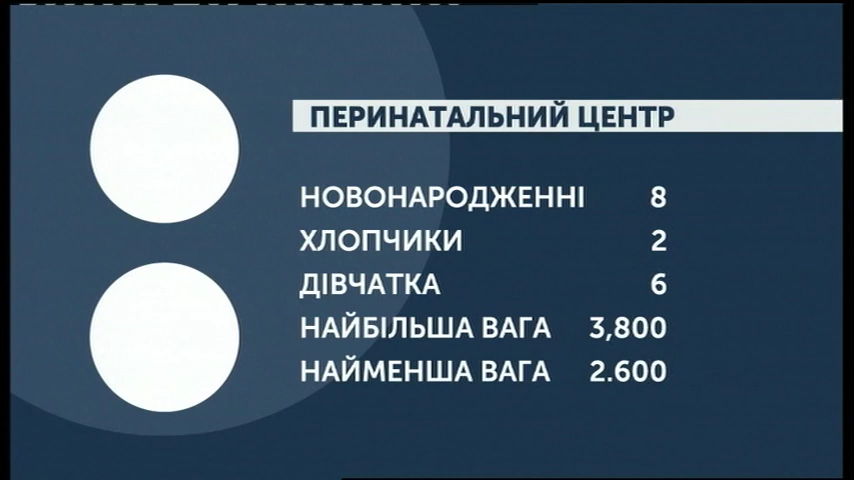 ПЕРИНАТАЛЬНИЙ ЦЕНТР
НОВОНАРОДЖЕННІ 8
ХЛОПЧИКИ 2
ДІВЧАТКА 6
НАЙБІЛЬША ВАГА 3,800
НАЙМЕНША ВАГА 2.600